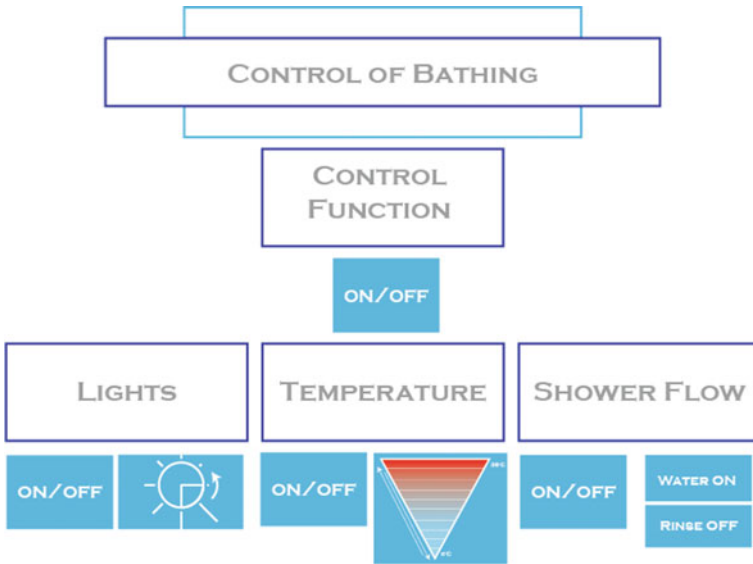 CONTROL OF BATHING
CONTROL
FUNCTION
ON/OFF
LIGHTS
TEMPERATURE
SHOWER FLOW
ON/OFF
ON/OFF
ON/OFF
WATER ON
RINSE OFF